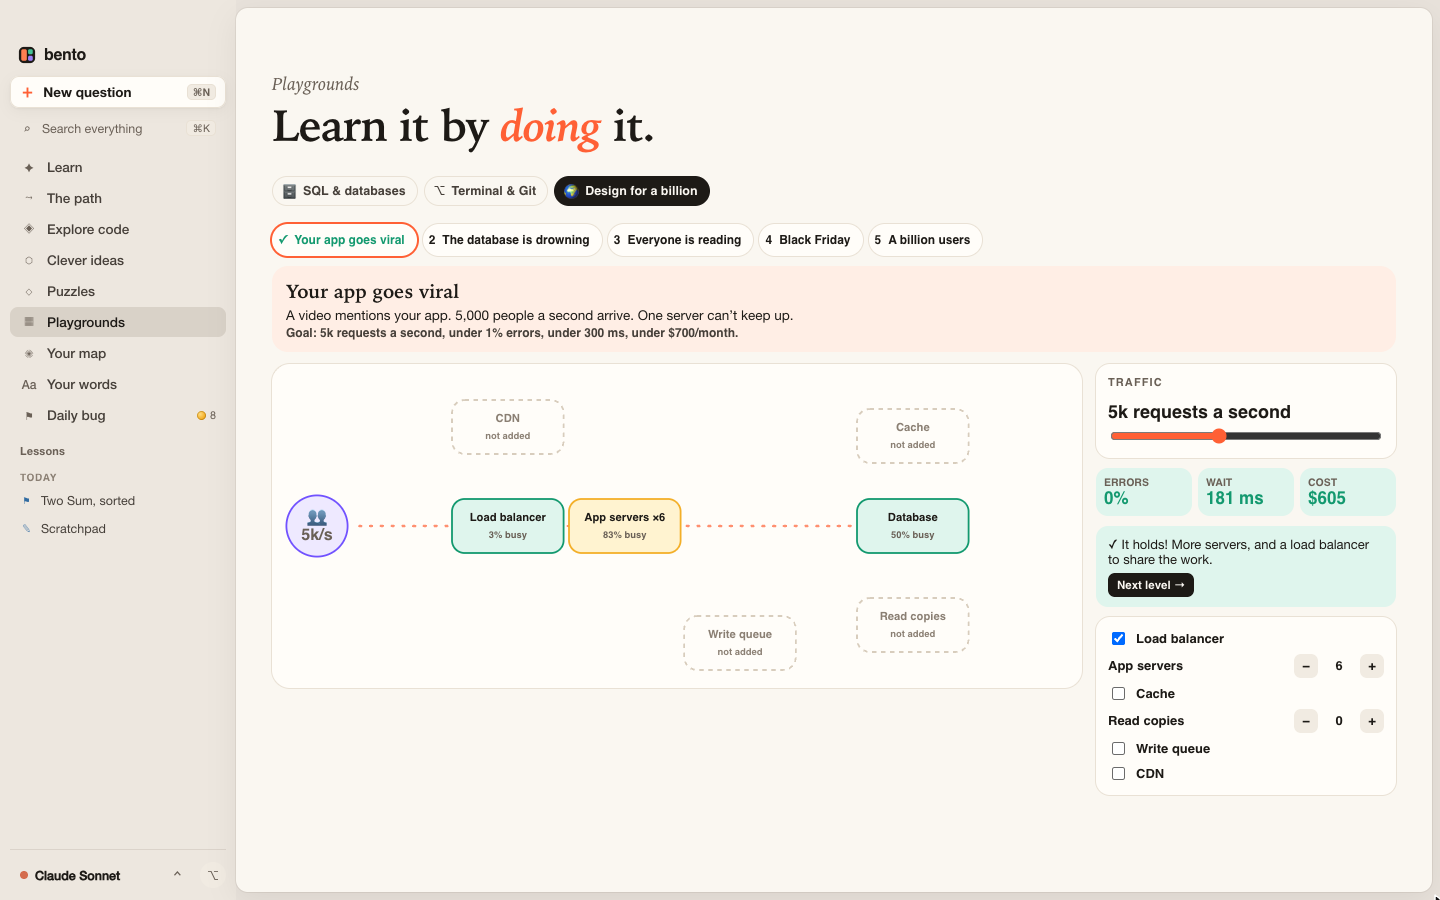 bento
New question ⌘N
Search everything ⌘K
Learn
The path
Explore code
Clever ideas
Puzzles
Playgrounds
Your map
Aa Your words
Daily bug 8
Lessons
TODAY
Two Sum, sorted
Scratchpad
Claude Sonnet
Playgrounds
Learn it by doing it.
SQL & databases
Terminal & Git
Design for a billion
✓ Your app goes viral
2 The database is drowning
3 Everyone is reading
4 Black Friday
5 A billion users
Your app goes viral
A video mentions your app. 5,000 people a second arrive. One server can’t keep up.
Goal: 5k requests a second, under 1% errors, under 300 ms, under $700/month.
CDN
not added
Cache
not added
5k/s
Load balancer
3% busy
App servers ×6
83% busy
Database
50% busy
Write queue
not added
Read copies
not added
TRAFFIC
5k requests a second
ERRORS
0%
WAIT
181 ms
COST
$605
✓ It holds! More servers, and a load balancer
to share the work.
Next level →
Load balancer
App servers − 6 +
Cache
Read copies − 0 +
Write queue
CDN